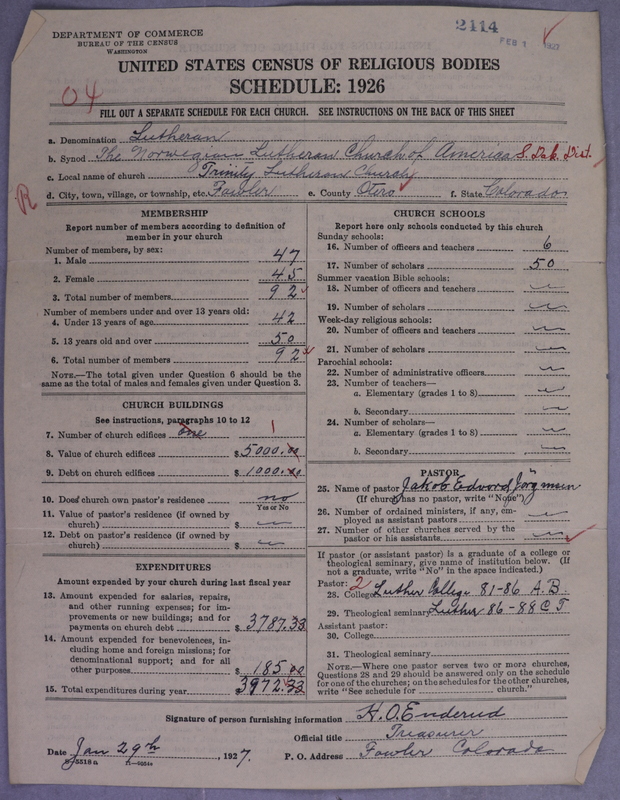 DEPARTMENT OF COMMERCE
BUREAU OF THE CENSUS
WASHINGTON
2114
FEB 1 1927
UNITED STATES CENSUS OF RELIGIOUS BODIES
SCHEDULE: 1926
04
FILL OUT A SEPARATE SCHEDULE FOR EACH CHURCH. SEE INSTRUCTIONS ON THE BACK OF THIS SHEET
a. Denomination Lutheran
b. Synod The Norwegian Lutheran Church of America S. Dak. Dist.
c. Local name of church Trinity Lutheran Church
R
d. City, town, village, or township, etc. Fowler e. County Otero f. State Colorado
MEMBERSHIP
Report number of members according to definition of
member in your church
Number of members, by sex:
1. Male 47
2. Female 45
3. Total number of members 92
Number of members under and over 13 years old:
4. Under 13 years of age 42
5. 13 years old and over 50
6. Total number of members 92
NOTE.—The total given under Question 6 should be the
same as the total of males and females given under Question 3.
CHURCH BUILDINGS
See instructions, paragraphs 10 to 12
7. Number of church edifices one 1
8. Value of church edifices $5000.00
9. Debt on church edifices $1000.00
10. Does church own pastor's residence no
Yes or No
11. Value of pastor's residence (if owned by
church) $
12. Debt on pastor's residence (if owned by
church) $
EXPENDITURES
Amount expended by your church during last fiscal year
13. Amount expended for salaries, repairs,
and other running expenses; for im-
provements or new buildings; and for
payments on church debt $3787.33
14. Amount expended for benevolences, in-
cluding home and foreign missions; for
denominational support; and for all
other purposes $185.00
15. Total expenditures during year $3972.33
CHURCH SCHOOLS
Report here only schools conducted by this church
Sunday schools:
16. Number of officers and teachers 6
17. Number of scholars 50
Summer vacation Bible schools:
18. Number of officers and teachers
19. Number of scholars
Week-day religious schools:
20. Number of officers and teachers
21. Number of scholars
Parochial schools:
22. Number of administrative officers
23. Number of teachers—
a. Elementary (grades 1 to 8)
b. Secondary
24. Number of scholars—
a. Elementary (grades 1 to 8)
b. Secondary
PASTOR
25. Name of pastor Jakob Edvard Jörgensen
(If church has no pastor, write "None")
26. Number of ordained ministers, if any, em-
ployed as assistant pastors
27. Number of other churches served by the
pastor or his assistants
If pastor (or assistant pastor) is a graduate of a college or
theological seminary, give name of institution below. (If
not a graduate, write "No" in the space indicated.)
Pastor: 2
28. College Luther College 81-86 A.B.
29. Theological seminary Luther 86-88 C T
Assistant pastor:
30. College
31. Theological seminary
NOTE.—Where one pastor serves two or more churches,
Questions 28 and 29 should be answered only on the schedule
for one of the churches; on the schedules for the other churches,
write "See schedule for church."
Signature of person furnishing information H.O. Enderud
Official title Treasurer
Date Jan 29th, 1927. P. O. Address Fowler Colorado